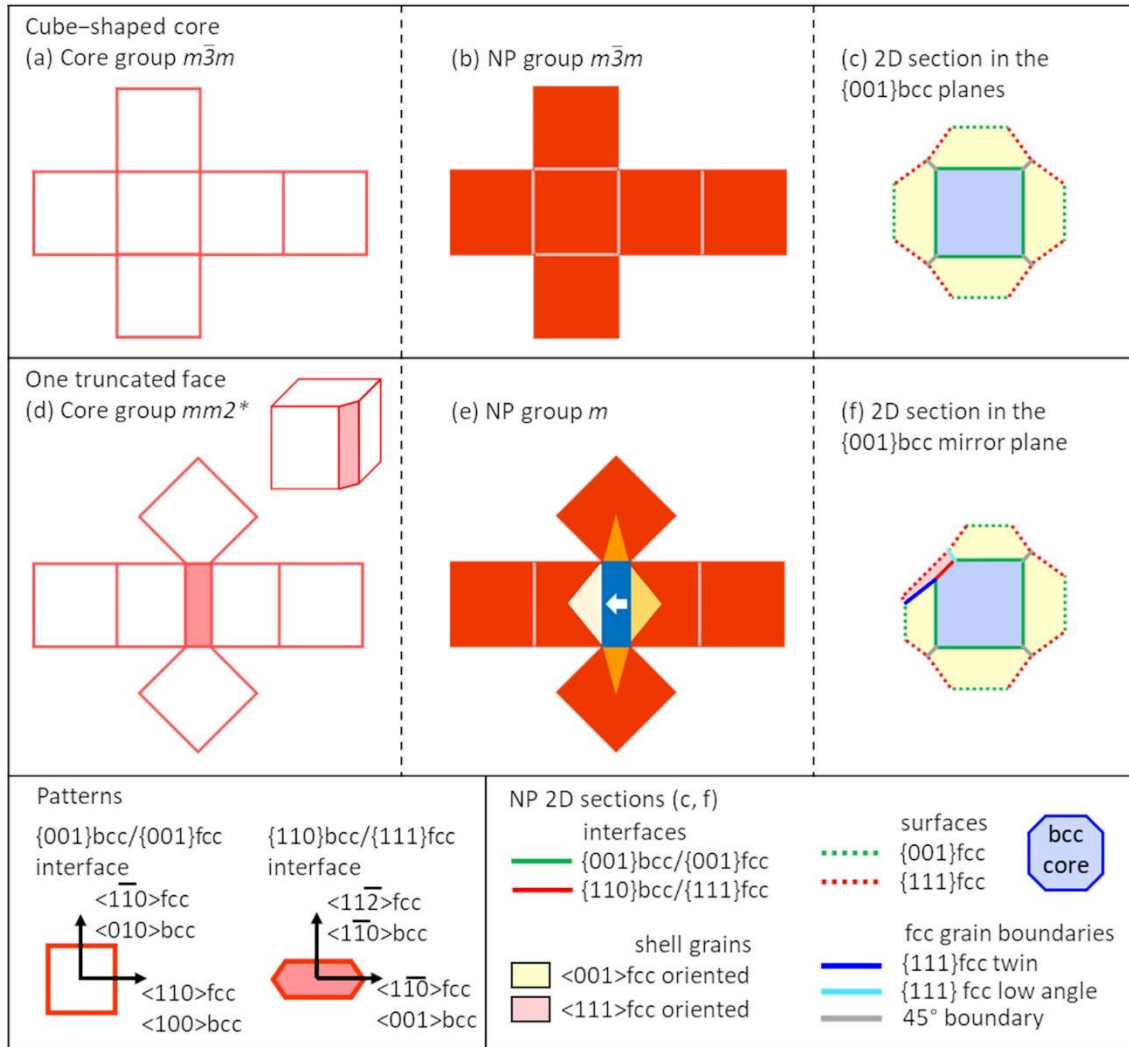 Cube–shaped core
(a) Core group m3̅m
(b) NP group m3̅m
(c) 2D section in the
{001}bcc planes
One truncated face
(d) Core group mm2*
(e) NP group m
(f) 2D section in the
{001}bcc mirror plane
Patterns
{001}bcc/{001}fcc
interface
<11̅0>fcc
<010>bcc
<110>fcc
<100>bcc
{110}bcc/{111}fcc
interface
<112̅>fcc
<11̅0>bcc
<11̅0>fcc
<001>bcc
NP 2D sections (c, f)
interfaces
{001}bcc/{001}fcc
{110}bcc/{111}fcc
surfaces
{001}fcc
{111}fcc
bcc
core
shell grains
<001>fcc oriented
<111>fcc oriented
fcc grain boundaries
{111}fcc twin
{111} fcc low angle
45° boundary